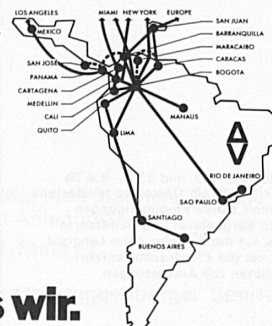 LOS ANGELES
MIAMI NEW YORK EUROPE
MEXICO
SAN JUAN
BARRANQUILLA
MARACAIBO
CARACAS
BOGOTA
SAN JOSE
PANAMA
CARTAGENA
MEDELLIN
CALI
QUITO
MANAUS
LIMA
RIO DE JANEIRO
SAO PAULO
SANTIAGO
BUENOS AIRES
wir.